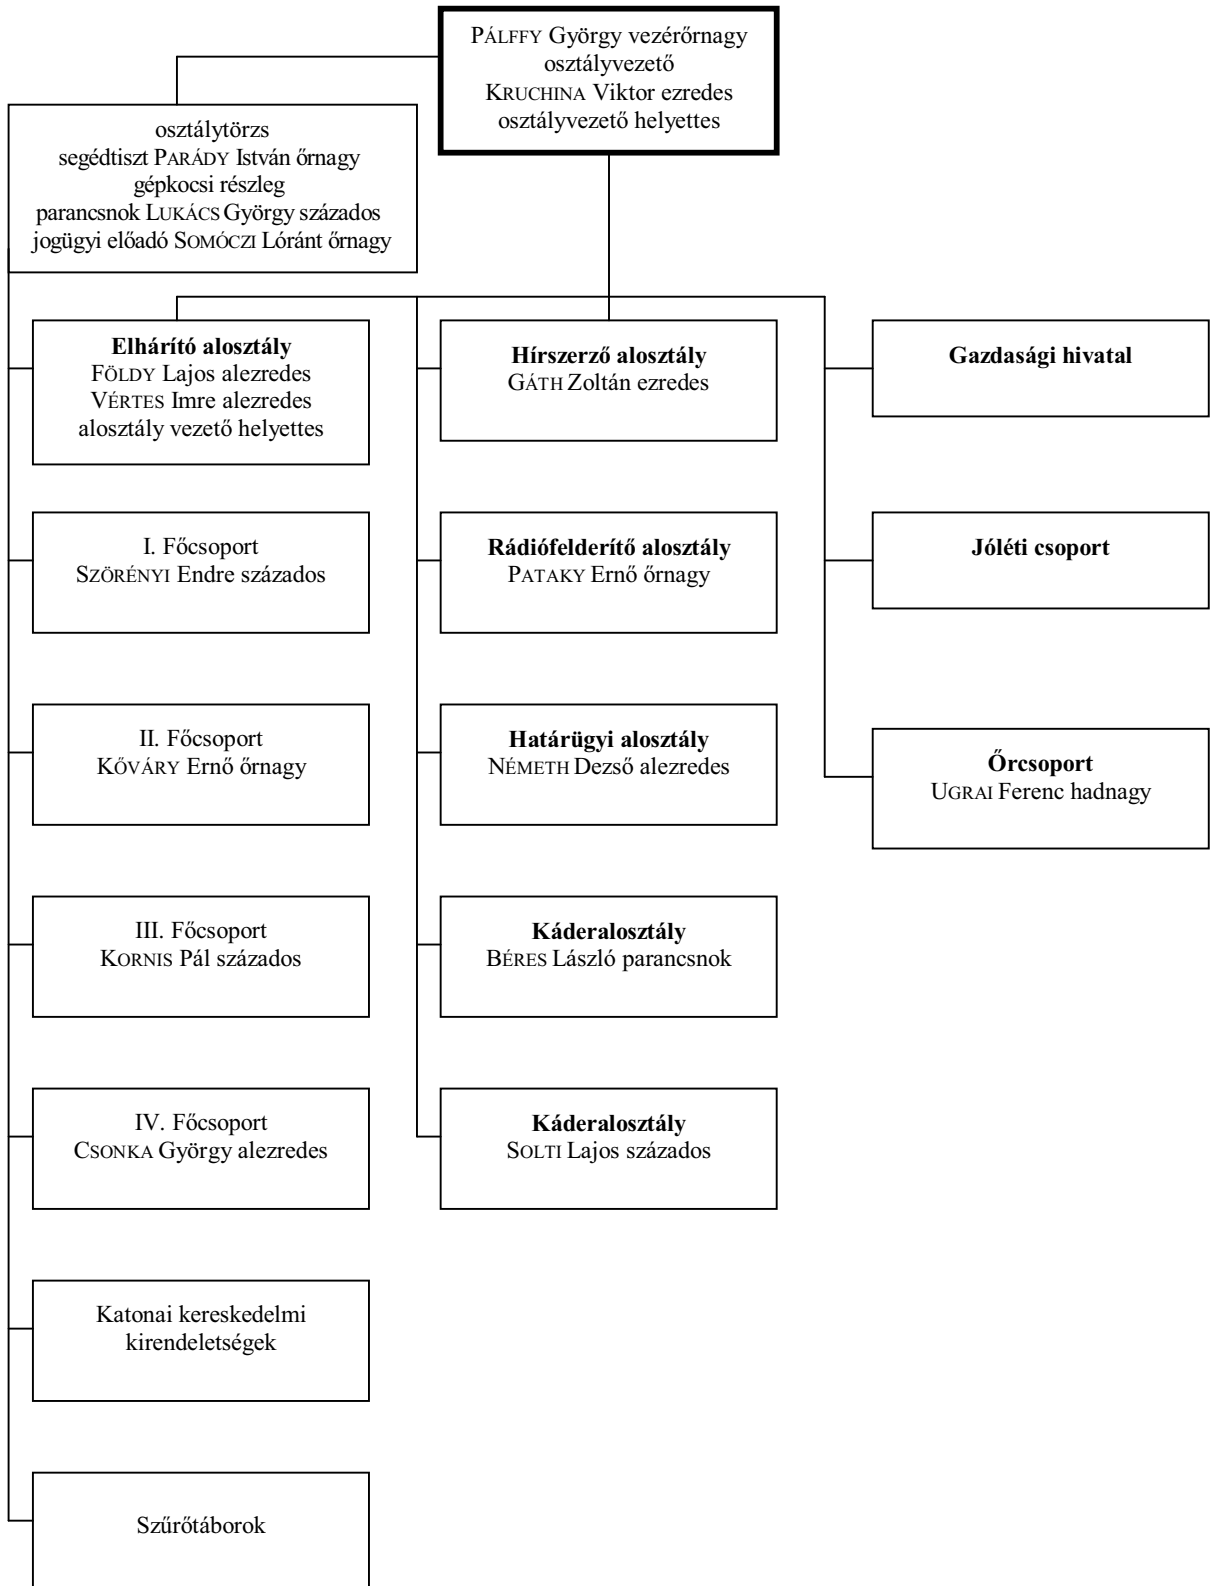 PÁLFFY György vezérőrnagy
osztályvezető
KRUCHINA Viktor ezredes
osztályvezető helyettes
osztálytörzs
segédtiszt PARÁDY István őrnagy
gépkocsi részleg
parancsnok LUKÁCS György százados
jogügyi előadó SOMÓCZI Lóránt őrnagy
Elhárító alosztály
FÖLDY Lajos alezredes
VÉRTES Imre alezredes
alosztály vezető helyettes
Hírszerző alosztály
GÁTH Zoltán ezredes
Gazdasági hivatal
I. Főcsoport
SZÖRÉNYI Endre százados
Rádiófelderítő alosztály
PATAKY Ernő őrnagy
Jóléti csoport
II. Főcsoport
KŐVÁRY Ernő őrnagy
Határügyi alosztály
NÉMETH Dezső alezredes
Őrcsoport
UGRAI Ferenc hadnagy
III. Főcsoport
KORNIS Pál százados
Káderalosztály
BÉRES László parancsnok
IV. Főcsoport
CSONKA György alezredes
Káderalosztály
SOLTI Lajos százados
Katonai kereskedelmi
kirendeletségek
Szűrőtáborok